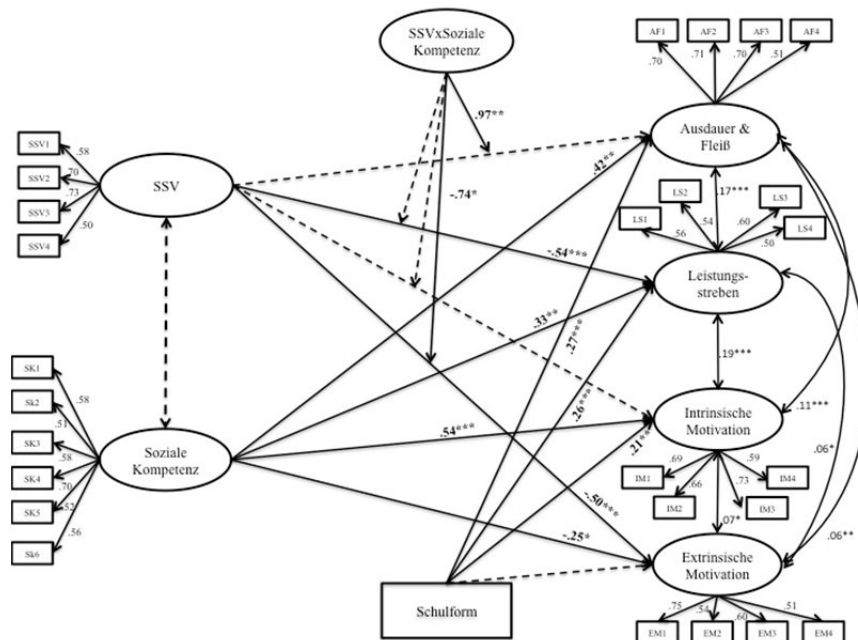 SSVxSoziale
Kompetenz
AF1
AF2
AF3
AF4
.70
.71
.70
.51
Ausdauer &
Fleiß
.97**
SSV1
SSV2
SSV3
SSV4
.58
.70
.73
.50
SSV
.42**
-.74*
.17***
LS1
LS2
LS3
LS4
.56
.54
.60
.50
-.54***
Leistungs-
streben
.33**
.27***
.19***
SK1
Sk2
SK3
SK4
SK5
Sk6
.58
.51
.58
.70
.52
.56
Soziale
Kompetenz
.54***
.26***
.21**
Intrinsische
Motivation
.11***
.06*
.06**
.69
.66
.73
.59
IM1
IM2
IM3
IM4
.07*
-.50***
-.25*
Extrinsische
Motivation
Schulform
.75
.54
.60
.51
EM1
EM2
EM3
EM4